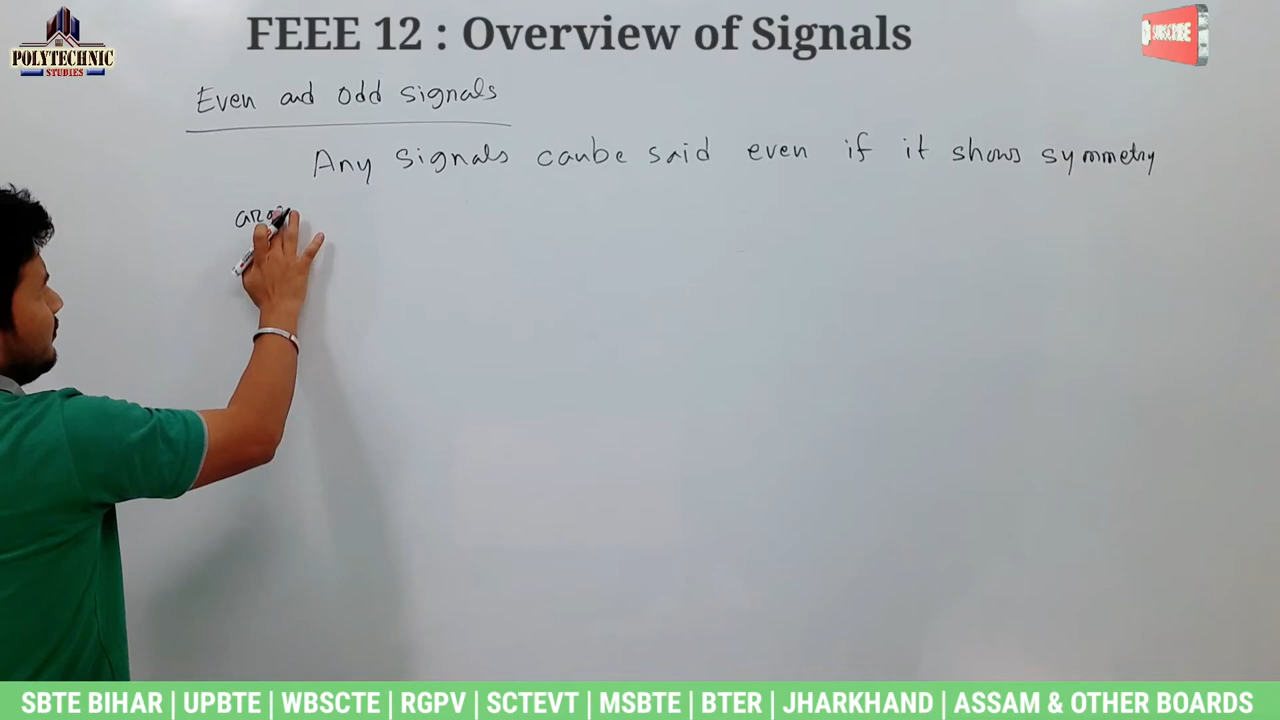 FEEE 12 : Overview of Signals
POLYTECHNIC
STUDIES
SUBSCRIBE
Even and odd signals
Any signals canbe said even if it shows symmetry
SBTE BIHAR | UPBTE | WBSCTE | RGPV | SCTEVT | MSBTE | BTER | JHARKHAND | ASSAM & OTHER BOARDS